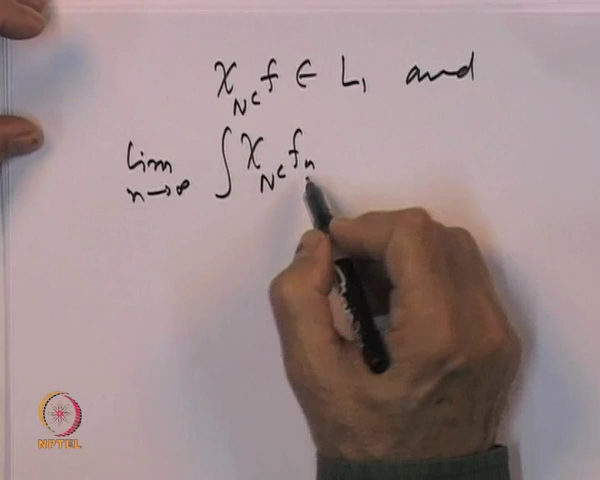 χ_{N^c} f ∈ L_1 and
lim_{n→∞} ∫ χ_{N^c} f_n
NPTEL